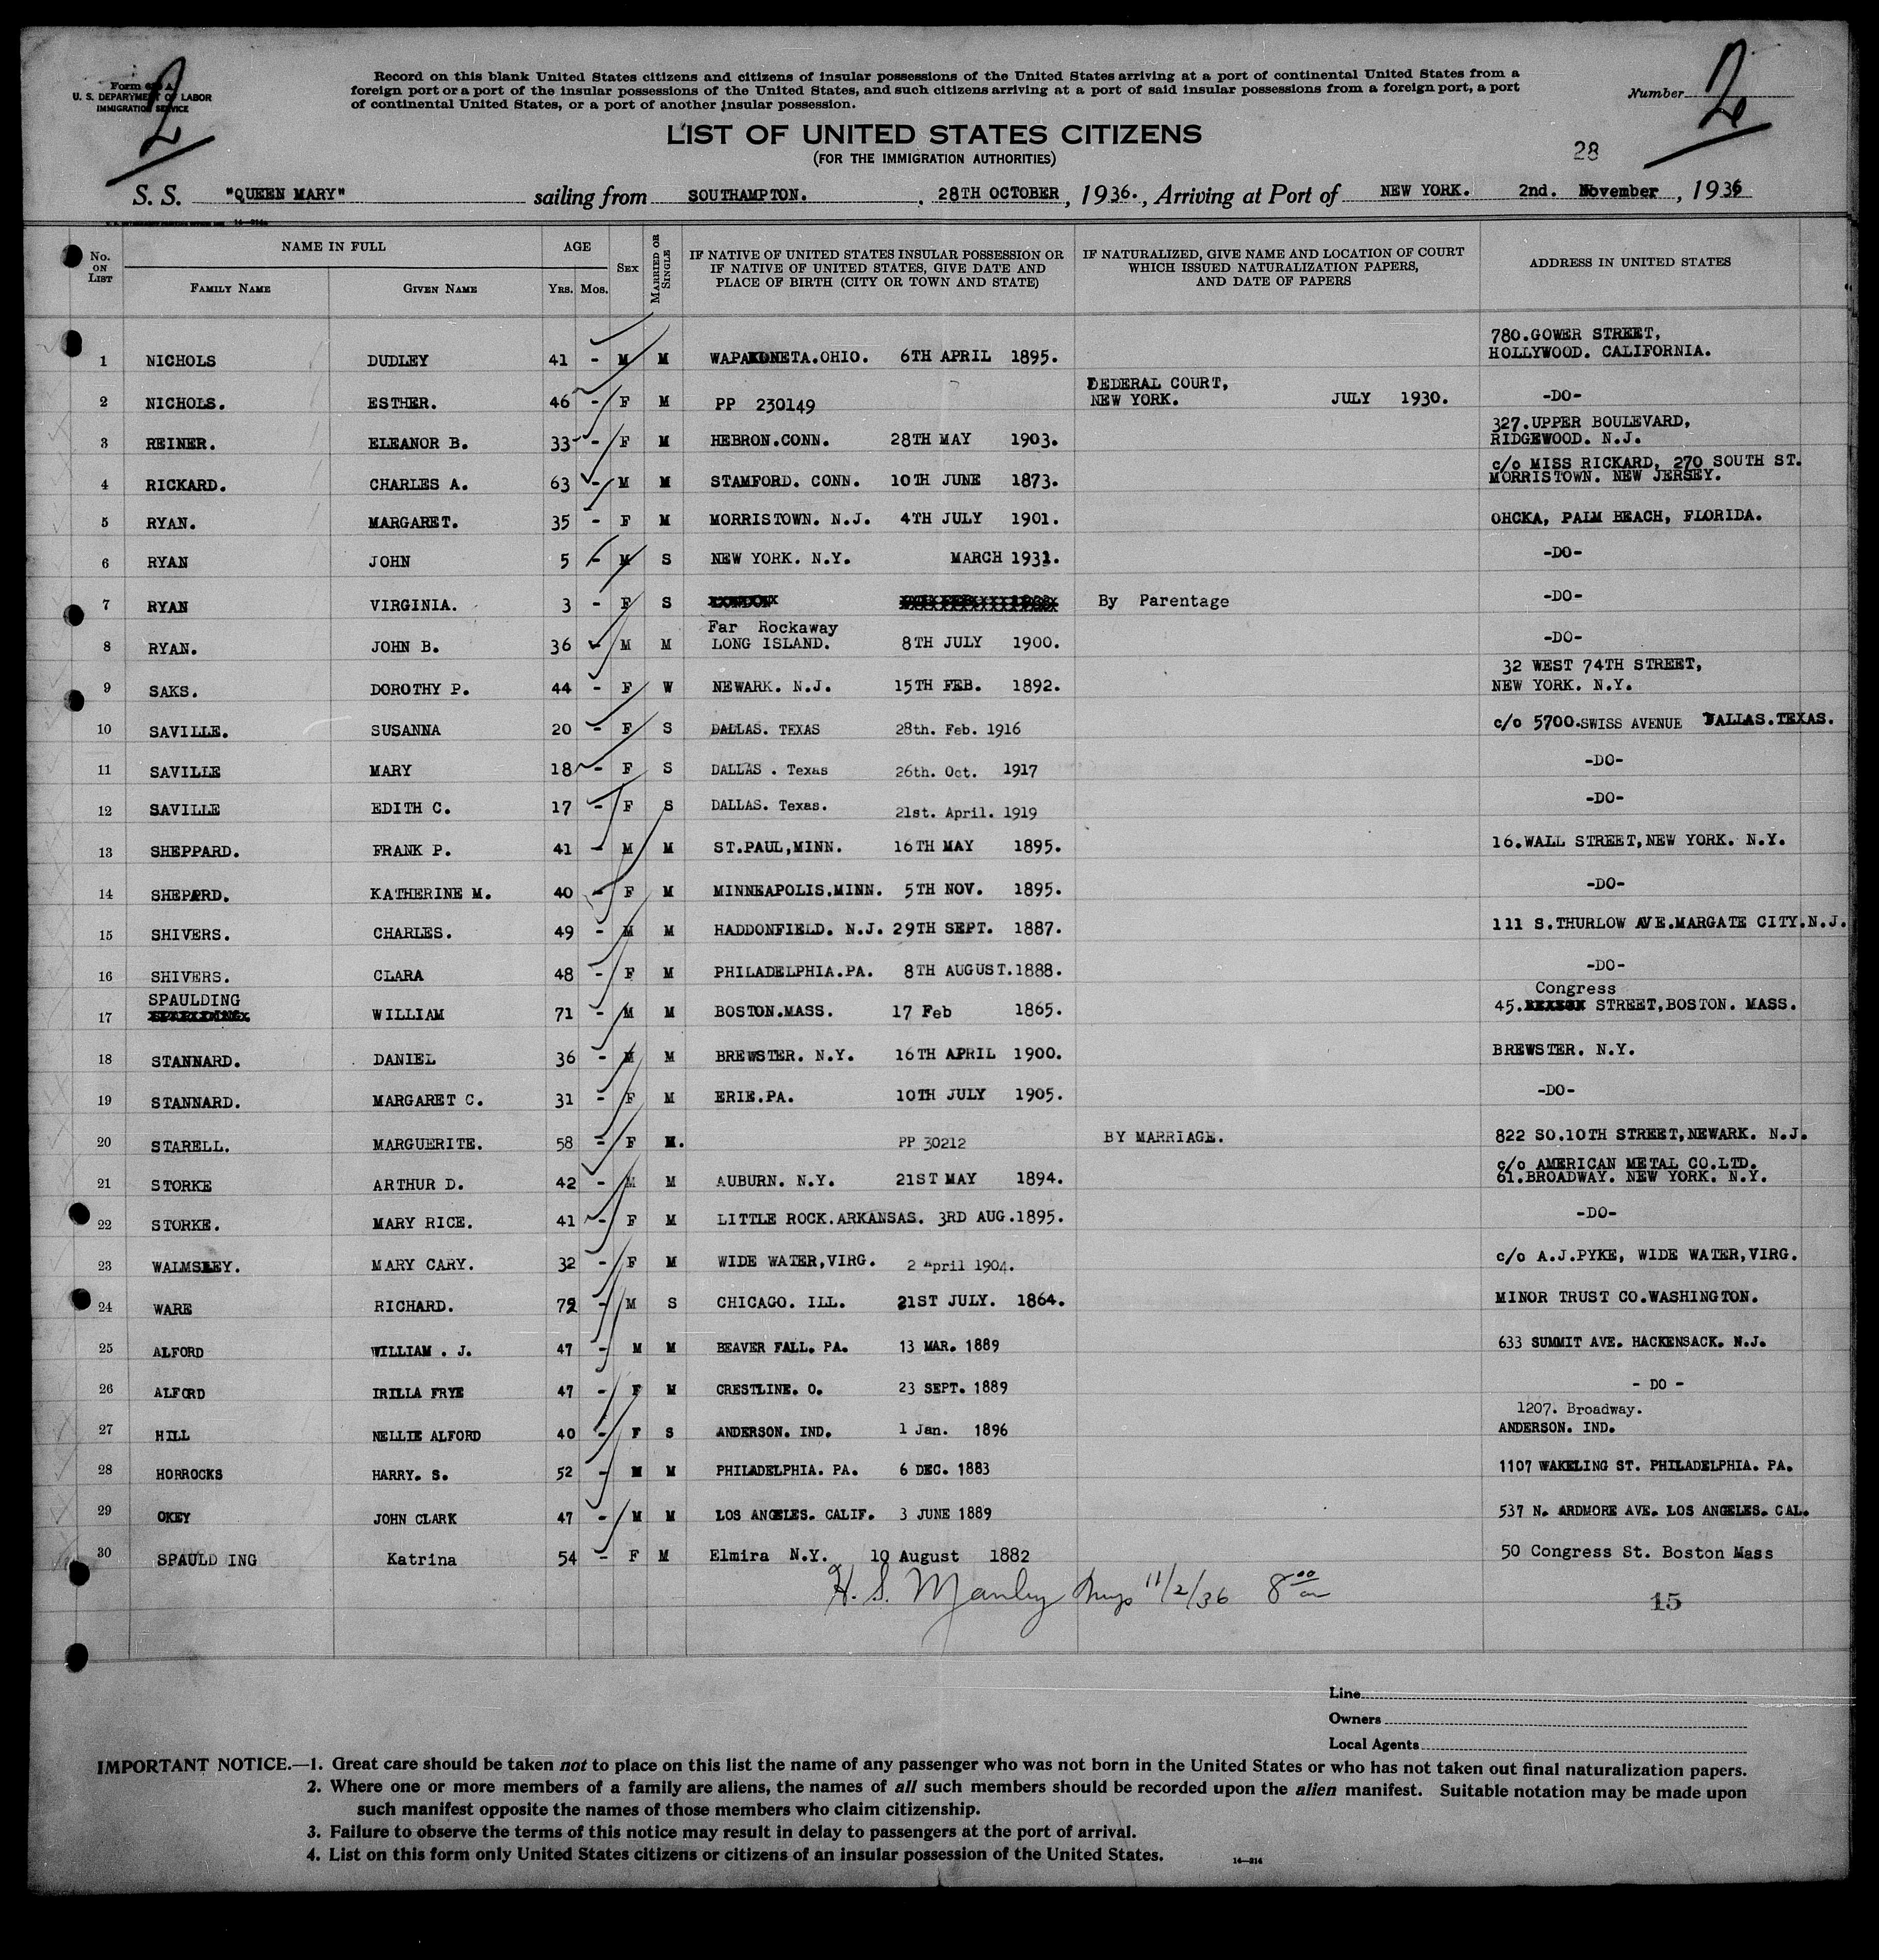 Form 630 A
U. S. DEPARTMENT OF LABOR
IMMIGRATION SERVICE
2
Record on this blank United States citizens and citizens of insular possessions of the United States arriving at a port of continental United States from a
foreign port or a port of the insular possessions of the United States, and such citizens arriving at a port of said insular possessions from a foreign port, a port
of continental United States, or a port of another insular possession.
Number
2
LIST OF UNITED STATES CITIZENS
(FOR THE IMMIGRATION AUTHORITIES)
28
S. S. "QUEEN MARY" sailing from SOUTHAMPTON. , 28TH OCTOBER , 1936. , Arriving at Port of NEW YORK. 2nd. November , 1936
No. ON LIST NAME IN FULL FAMILY NAME GIVEN NAME AGE YRS. MOS. SEX MARRIED OR SINGLE IF NATIVE OF UNITED STATES INSULAR POSSESSION OR IF NATIVE OF UNITED STATES, GIVE DATE AND PLACE OF BIRTH (CITY OR TOWN AND STATE) IF NATURALIZED, GIVE NAME AND LOCATION OF COURT WHICH ISSUED NATURALIZATION PAPERS, AND DATE OF PAPERS ADDRESS IN UNITED STATES
780.GOWER STREET,
1 NICHOLS DUDLEY 41 - M M WAPAKONETA.OHIO. 6TH APRIL 1895. HOLLYWOOD. CALIFORNIA.
FEDERAL COURT,
2 NICHOLS. ESTHER. 46 - F M PP 230149 NEW YORK. JULY 1930. -DO-
327.UPPER BOULEVARD,
3 REINER. ELEANOR B. 33 - F M HEBRON.CONN. 28TH MAY 1903. RIDGEWOOD. N.J.
c/o MISS RICKARD, 270 SOUTH ST.
4 RICKARD. CHARLES A. 63 M M STAMFORD. CONN. 10TH JUNE 1873. MORRISTOWN. NEW JERSEY.
5 RYAN. MARGARET. 35 - F M MORRISTOWN. N.J. 4TH JULY 1901. OHCKA, PALM BEACH, FLORIDA.
6 RYAN JOHN 5 - M S NEW YORK. N.Y. MARCH 1931. -DO-
7 RYAN VIRGINIA. 3 - F S By Parentage -DO-
Far Rockaway
8 RYAN. JOHN B. 36 M M LONG ISLAND. 8TH JULY 1900. -DO-
32 WEST 74TH STREET,
9 SAKS. DOROTHY P. 44 - F W NEWARK. N.J. 15TH FEB. 1892. NEW YORK. N.Y.
10 SAVILLE. SUSANNA 20 - F S DALLAS. TEXAS 28th. Feb. 1916 c/o 5700.SWISS AVENUE DALLAS.TEXAS.
11 SAVILLE MARY 18 - F S DALLAS . Texas 26th. Oct. 1917 -DO-
12 SAVILLE EDITH C. 17 - F S DALLAS. Texas. 21st. April. 1919 -DO-
13 SHEPPARD. FRANK P. 41 - M M ST.PAUL,MINN. 16TH MAY 1895. 16.WALL STREET,NEW YORK. N.Y.
14 SHEPARD. KATHERINE M. 40 - F M MINNEAPOLIS.MINN. 5TH NOV. 1895. -DO-
15 SHIVERS. CHARLES. 49 - M M HADDONFIELD. N.J. 29TH SEPT. 1887. 111 S.THURLOW AVE.MARGATE CITY.N.J.
16 SHIVERS. CLARA 48 - F M PHILADELPHIA.PA. 8TH AUGUST.1888. -DO-
SPAULDING Congress
17 WILLIAM 71 - M M BOSTON.MASS. 17 Feb 1865. 45. STREET,BOSTON. MASS.
18 STANNARD. DANIEL 36 - M M BREWSTER. N.Y. 16TH APRIL 1900. BREWSTER. N.Y.
19 STANNARD. MARGARET C. 31 - F M ERIE.PA. 10TH JULY 1905. -DO-
20 STARELL. MARGUERITE. 58 - F M. PP 30212 BY MARRIAGE. 822 SO.10TH STREET,NEWARK. N.J.
c/o AMERICAN METAL CO.LTD.
21 STORKE ARTHUR D. 42 - M M AUBURN. N.Y. 21ST MAY 1894. 61.BROADWAY. NEW YORK. N.Y.
22 STORKE. MARY RICE. 41 - F M LITTLE ROCK.ARKANSAS. 3RD AUG.1895. -DO-
23 WALMSLEY. MARY CARY. 32 - F M WIDE WATER,VIRG. 2 April 1904. c/o A.J.PYKE, WIDE WATER,VIRG.
24 WARE RICHARD. 72 - M S CHICAGO. ILL. 21ST JULY. 1864. MINOR TRUST CO.WASHINGTON.
25 ALFORD WILLIAM . J. 47 - M M BEAVER FALL. PA. 13 MAR. 1889 633 SUMMIT AVE. HACKENSACK. N.J.
26 ALFORD IRILLA FRYE 47 - F M CRESTLINE. O. 23 SEPT. 1889 - DO -
1207. Broadway.
27 HILL NELLIE ALFORD 40 - F S ANDERSON. IND. 1 Jan. 1896 ANDERSON. IND.
28 HORROCKS HARRY. S. 52 - M M PHILADELPHIA. PA. 6 DEC. 1883 1107 WAKELING ST. PHILADELPHIA. PA.
29 OKEY JOHN CLARK 47 - M M LOS ANGELES. CALIF. 3 JUNE 1889 537 N. ARDMORE AVE. LOS ANGELES. CAL.
30 SPAULD ING Katrina 54 - F M Elmira N.Y. 10 August 1882 50 Congress St. Boston Mass
H. S. Manley Insp 11/2/36 8 00
15
Line
Owners
Local Agents
IMPORTANT NOTICE.—1. Great care should be taken not to place on this list the name of any passenger who was not born in the United States or who has not taken out final naturalization papers.
2. Where one or more members of a family are aliens, the names of all such members should be recorded upon the alien manifest. Suitable notation may be made upon
such manifest opposite the names of those members who claim citizenship.
3. Failure to observe the terms of this notice may result in delay to passengers at the port of arrival.
4. List on this form only United States citizens or citizens of an insular possession of the United States.
14—214